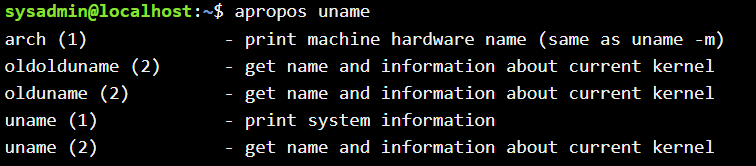 sysadmin@localhost:~$ apropos uname
arch (1)             - print machine hardware name (same as uname -m)
oldolduname (2)      - get name and information about current kernel
olduname (2)         - get name and information about current kernel
uname (1)            - print system information
uname (2)            - get name and information about current kernel